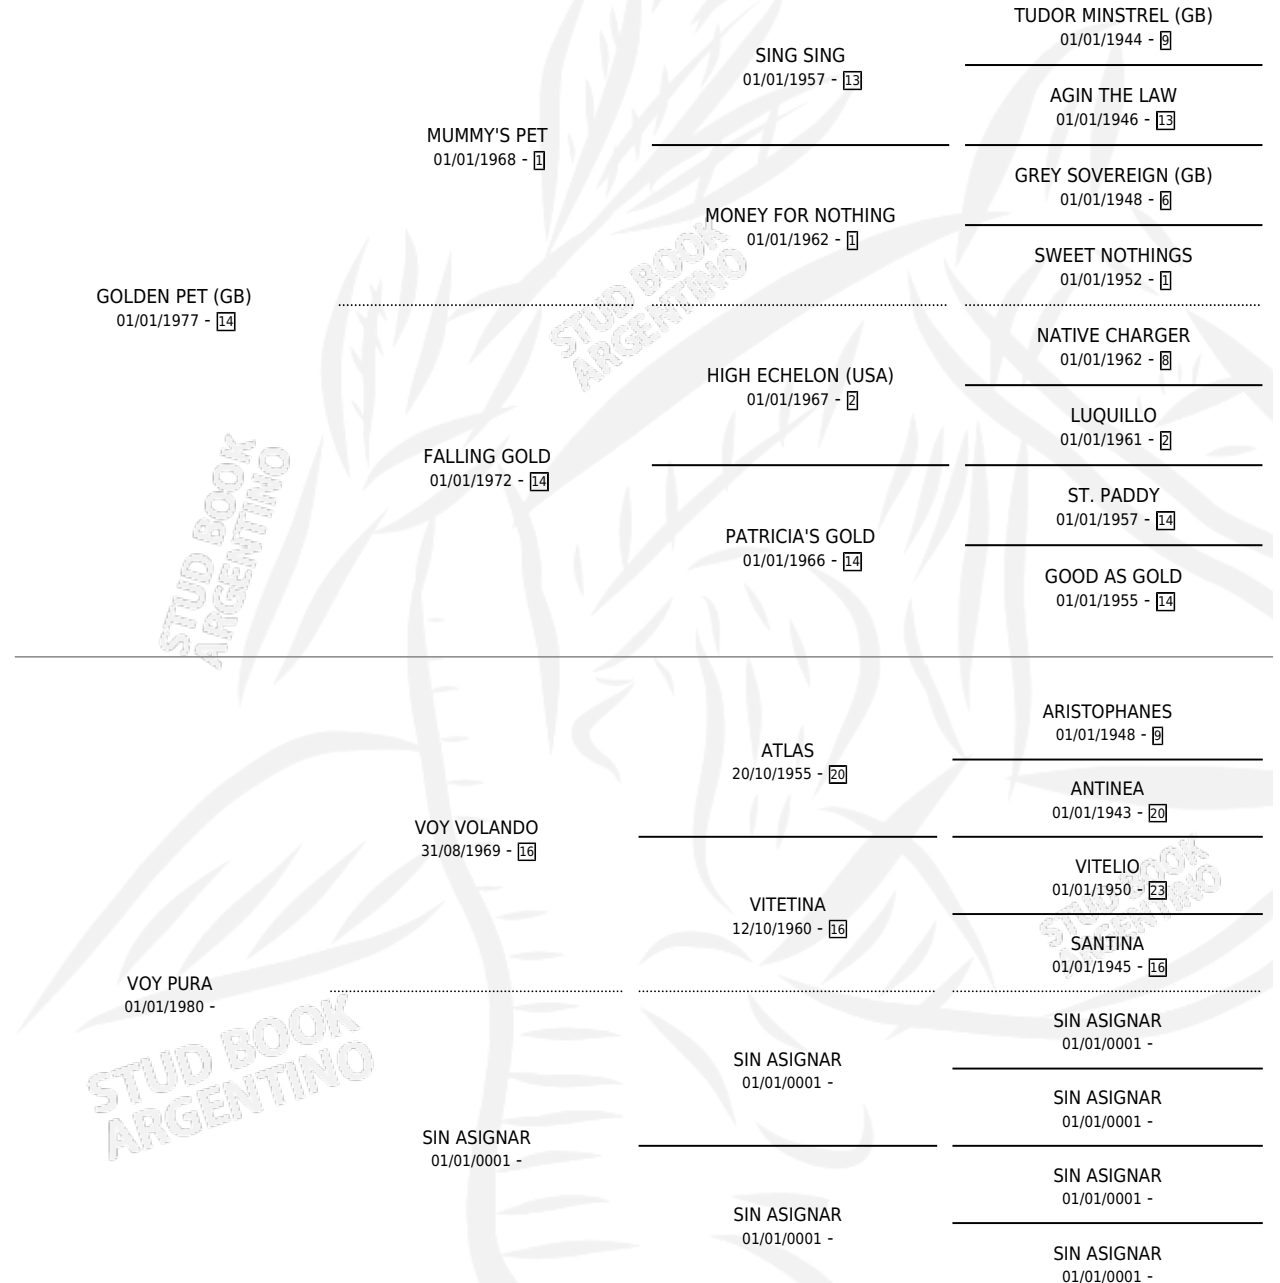 TUDOR MINSTREL (GB)
01/01/1944 - 9
SING SING
01/01/1957 - 13
AGIN THE LAW
01/01/1946 - 13
MUMMY'S PET
01/01/1968 - 1
GREY SOVEREIGN (GB)
01/01/1948 - 6
MONEY FOR NOTHING
01/01/1962 - 1
SWEET NOTHINGS
01/01/1952 - 1
GOLDEN PET (GB)
01/01/1977 - 14
NATIVE CHARGER
01/01/1962 - 8
HIGH ECHELON (USA)
01/01/1967 - 2
LUQUILLO
01/01/1961 - 2
FALLING GOLD
01/01/1972 - 14
ST. PADDY
01/01/1957 - 14
PATRICIA'S GOLD
01/01/1966 - 14
GOOD AS GOLD
01/01/1955 - 14
ARISTOPHANES
01/01/1948 - 9
ATLAS
20/10/1955 - 20
ANTINEA
01/01/1943 - 20
VOY VOLANDO
31/08/1969 - 16
VITELIO
01/01/1950 - 23
VITETINA
12/10/1960 - 16
SANTINA
01/01/1945 - 16
VOY PURA
01/01/1980 -
SIN ASIGNAR
01/01/0001 -
SIN ASIGNAR
01/01/0001 -
SIN ASIGNAR
01/01/0001 -
SIN ASIGNAR
01/01/0001 -
SIN ASIGNAR
01/01/0001 -
SIN ASIGNAR
01/01/0001 -
SIN ASIGNAR
01/01/0001 -
STUD BOOK
ARGENTINO
STUD BOOK
ARGENTINO
STUD BOOK
ARGENTINO
STUD BOOK
ARGENTINO